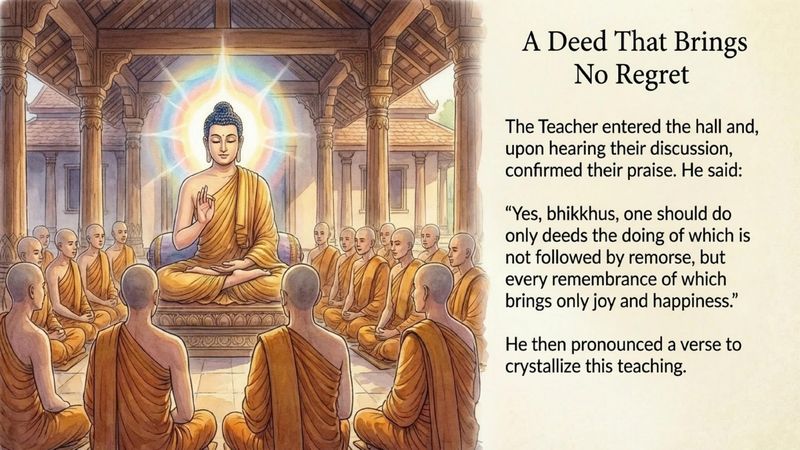 A Deed That Brings
No Regret
The Teacher entered the hall and,
upon hearing their discussion,
confirmed their praise. He said:
“Yes, bhikkhus, one should do
only deeds the doing of which is
not followed by remorse, but
every remembrance of which
brings only joy and happiness.”
He then pronounced a verse to
crystallize this teaching.